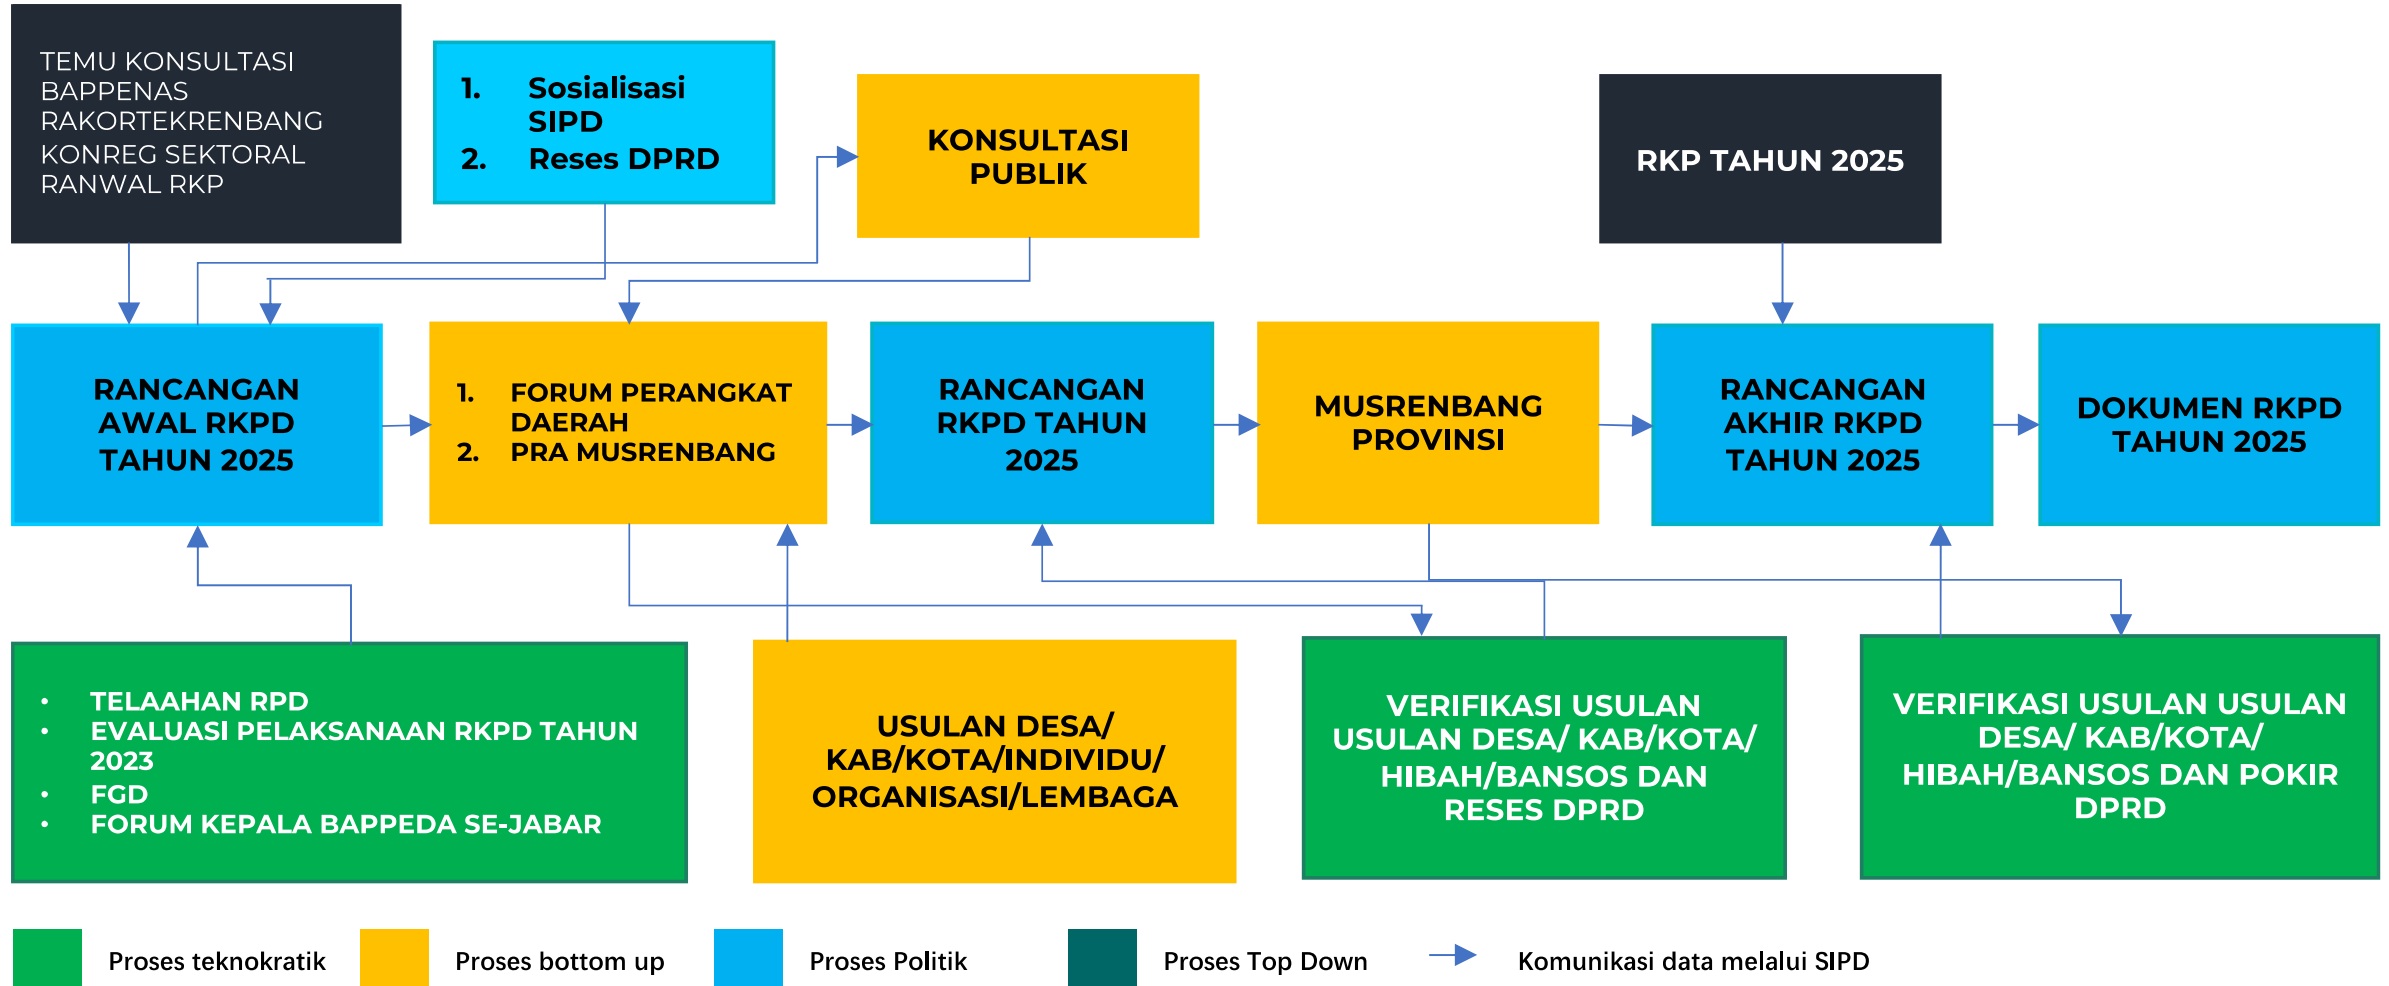 TEMU KONSULTASI
BAPPENAS
RAKORTEKRENBANG
KONREG SEKTORAL
RANWAL RKP
1. Sosialisasi
SIPD
2. Reses DPRD
KONSULTASI
PUBLIK
RKP TAHUN 2025
RANCANGAN
AWAL RKPD
TAHUN 2025
1. FORUM PERANGKAT
DAERAH
2. PRA MUSRENBANG
RANCANGAN
RKPD TAHUN
2025
MUSRENBANG
PROVINSI
RANCANGAN
AKHIR RKPD
TAHUN 2025
DOKUMEN RKPD
TAHUN 2025
• TELAAHAN RPD
• EVALUASI PELAKSANAAN RKPD TAHUN
2023
• FGD
• FORUM KEPALA BAPPEDA SE-JABAR
USULAN DESA/
KAB/KOTA/INDIVIDU/
ORGANISASI/LEMBAGA
VERIFIKASI USULAN
USULAN DESA/ KAB/KOTA/
HIBAH/BANSOS DAN
RESES DPRD
VERIFIKASI USULAN USULAN
DESA/ KAB/KOTA/
HIBAH/BANSOS DAN POKIR
DPRD
Proses teknokratik
Proses bottom up
Proses Politik
Proses Top Down
Komunikasi data melalui SIPD